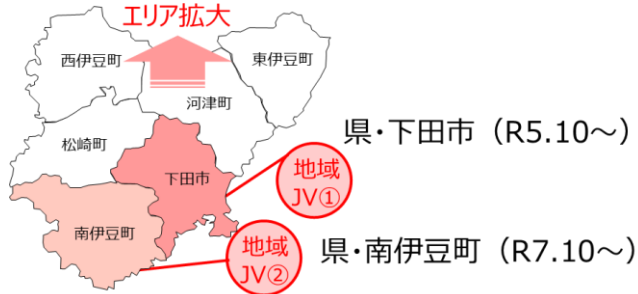 エリア拡大
西伊豆町
東伊豆町
河津町
松崎町
県・下田市（R5.10～）
地域
JV①
下田市
南伊豆町
地域
JV②
県・南伊豆町（R7.10～）